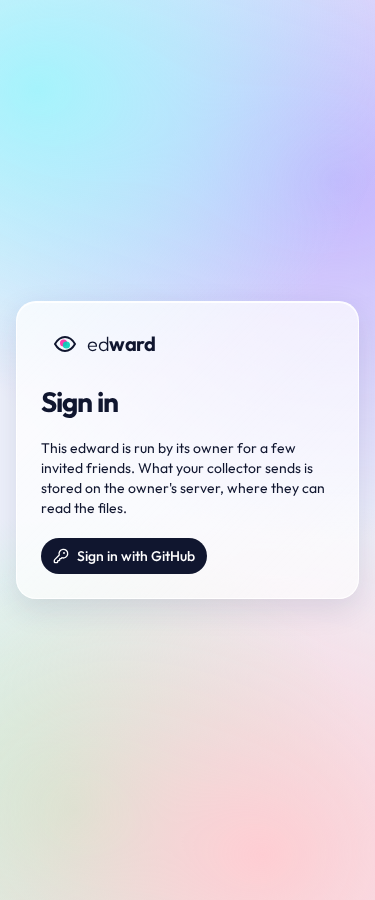 edward
Sign in
This edward is run by its owner for a few
invited friends. What your collector sends is
stored on the owner's server, where they can
read the files.
Sign in with GitHub